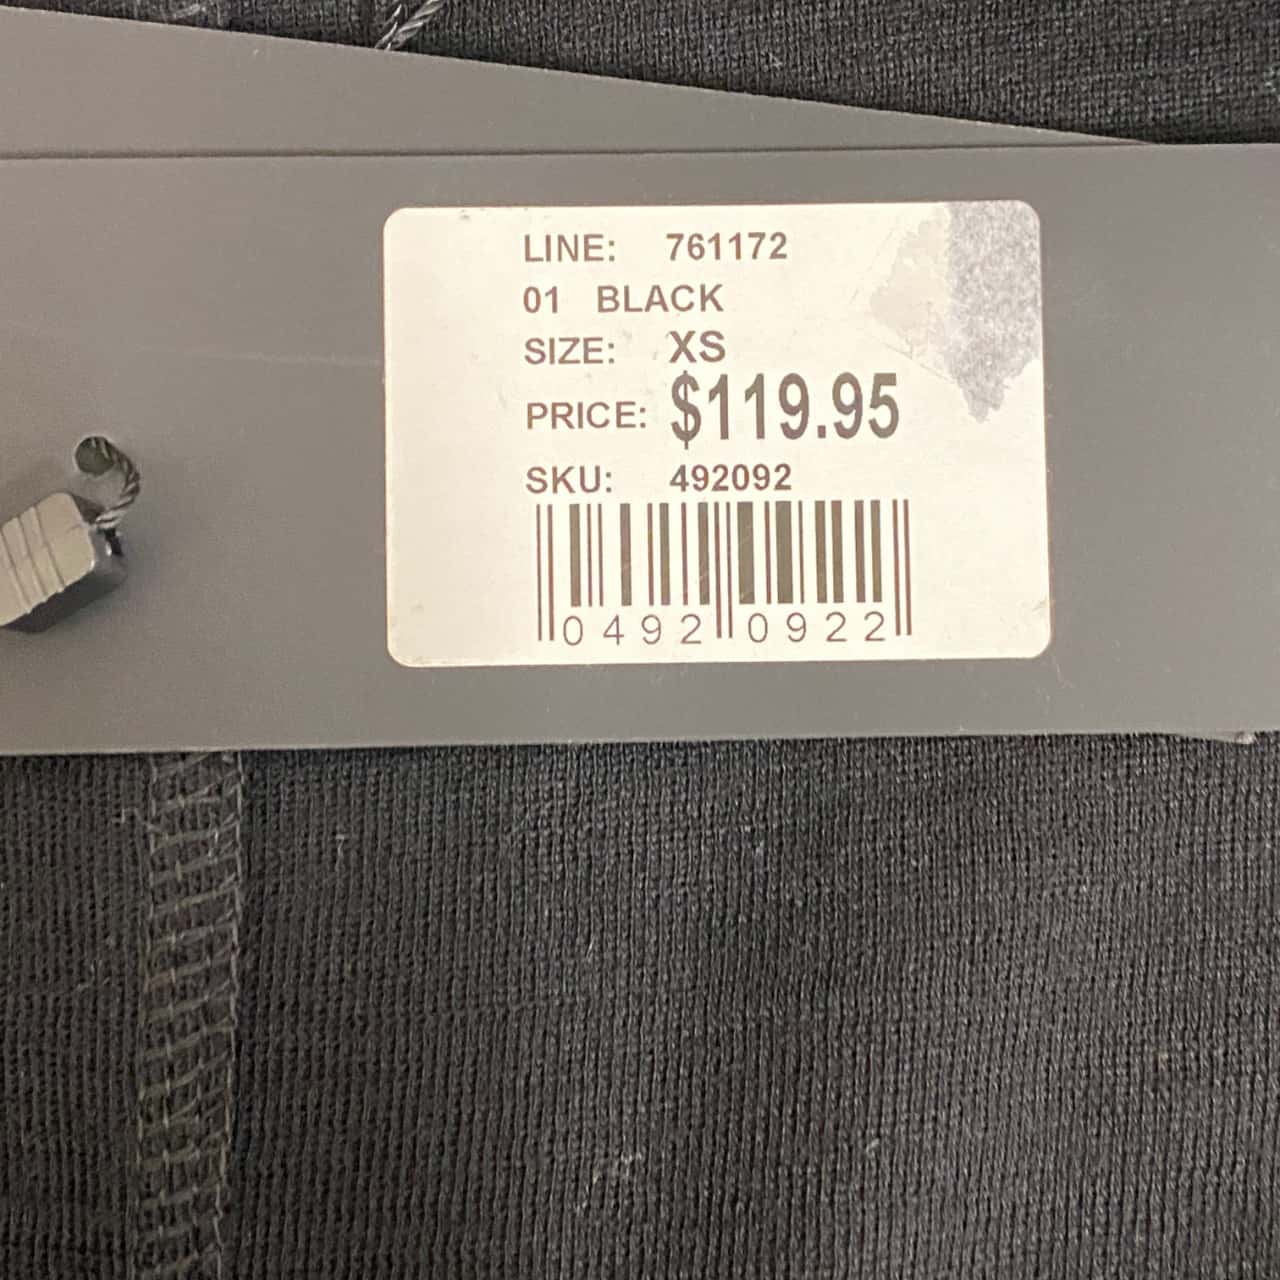 LINE: 761172
01 BLACK
SIZE: XS
PRICE: $119.95
SKU: 492092
0492 0922